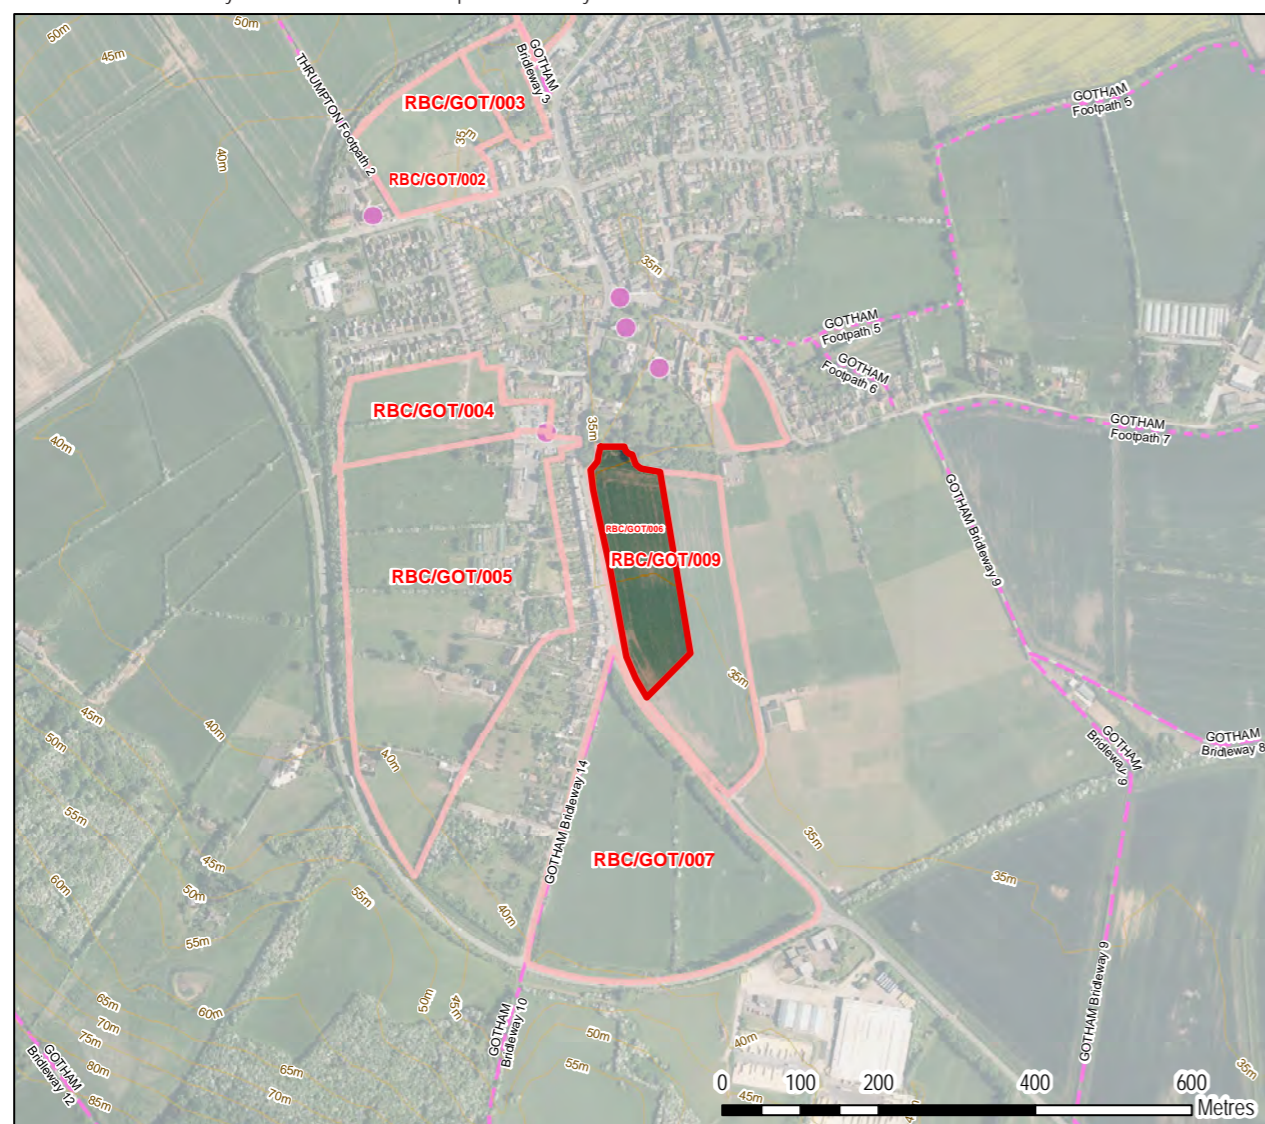 50m
50m
45m
THRUMPTON Footpath 2
GOTHAM
Bridleway 3
RBC/GOT/003
35m
40m
RBC/GOT/002
GOTHAM
Footpath 5
35m
GOTHAM
Footpath 5
GOTHAM
Footpath 6
RBC/GOT/004
35m
GOTHAM
Footpath 7
40m
GOTHAM Bridleway 9
RBC/GOT/006
RBC/GOT/009
RBC/GOT/005
35m
45m
40m
50m
40m
GOTHAM
Bridleway 8
GOTHAM
Bridleway 9
55m
GOTHAM Bridleway 14
35m
RBC/GOT/007
45m
60m
50m
55m
40m
35m
55m
50m
45m
65m
60m
70m
75m
80m
85m
65m
70m
GOTHAM
Bridleway 10
50m
55m
40m
45m
GOTHAM Bridleway 9
35m
GOTHAM
Bridleway 12
0 100 200 400 600
Metres